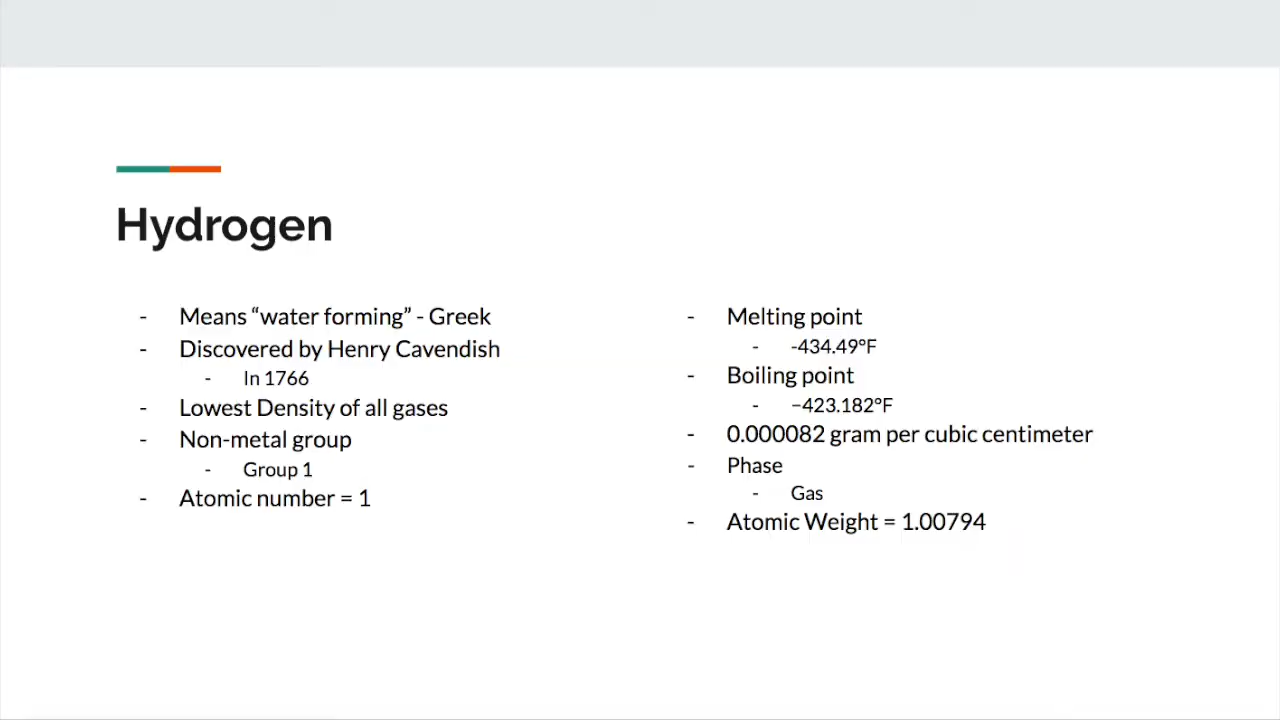 Hydrogen
- Means “water forming” - Greek
- Discovered by Henry Cavendish
- In 1766
- Lowest Density of all gases
- Non-metal group
- Group 1
- Atomic number = 1
- Melting point
- -434.49°F
- Boiling point
- −423.182°F
- 0.000082 gram per cubic centimeter
- Phase
- Gas
- Atomic Weight = 1.00794